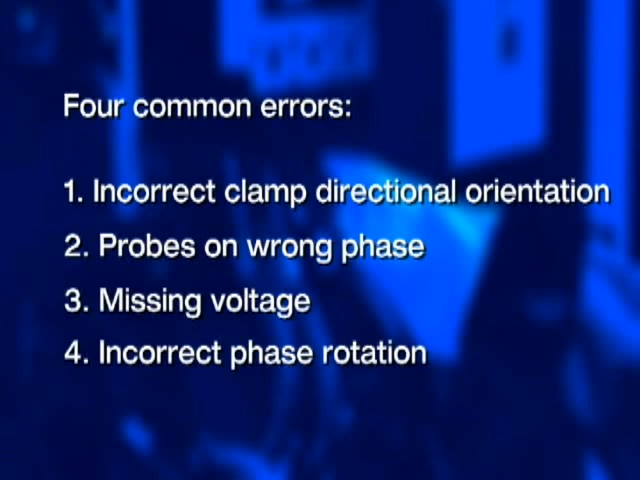 Four common errors:
1. Incorrect clamp directional orientation
2. Probes on wrong phase
3. Missing voltage
4. Incorrect phase rotation